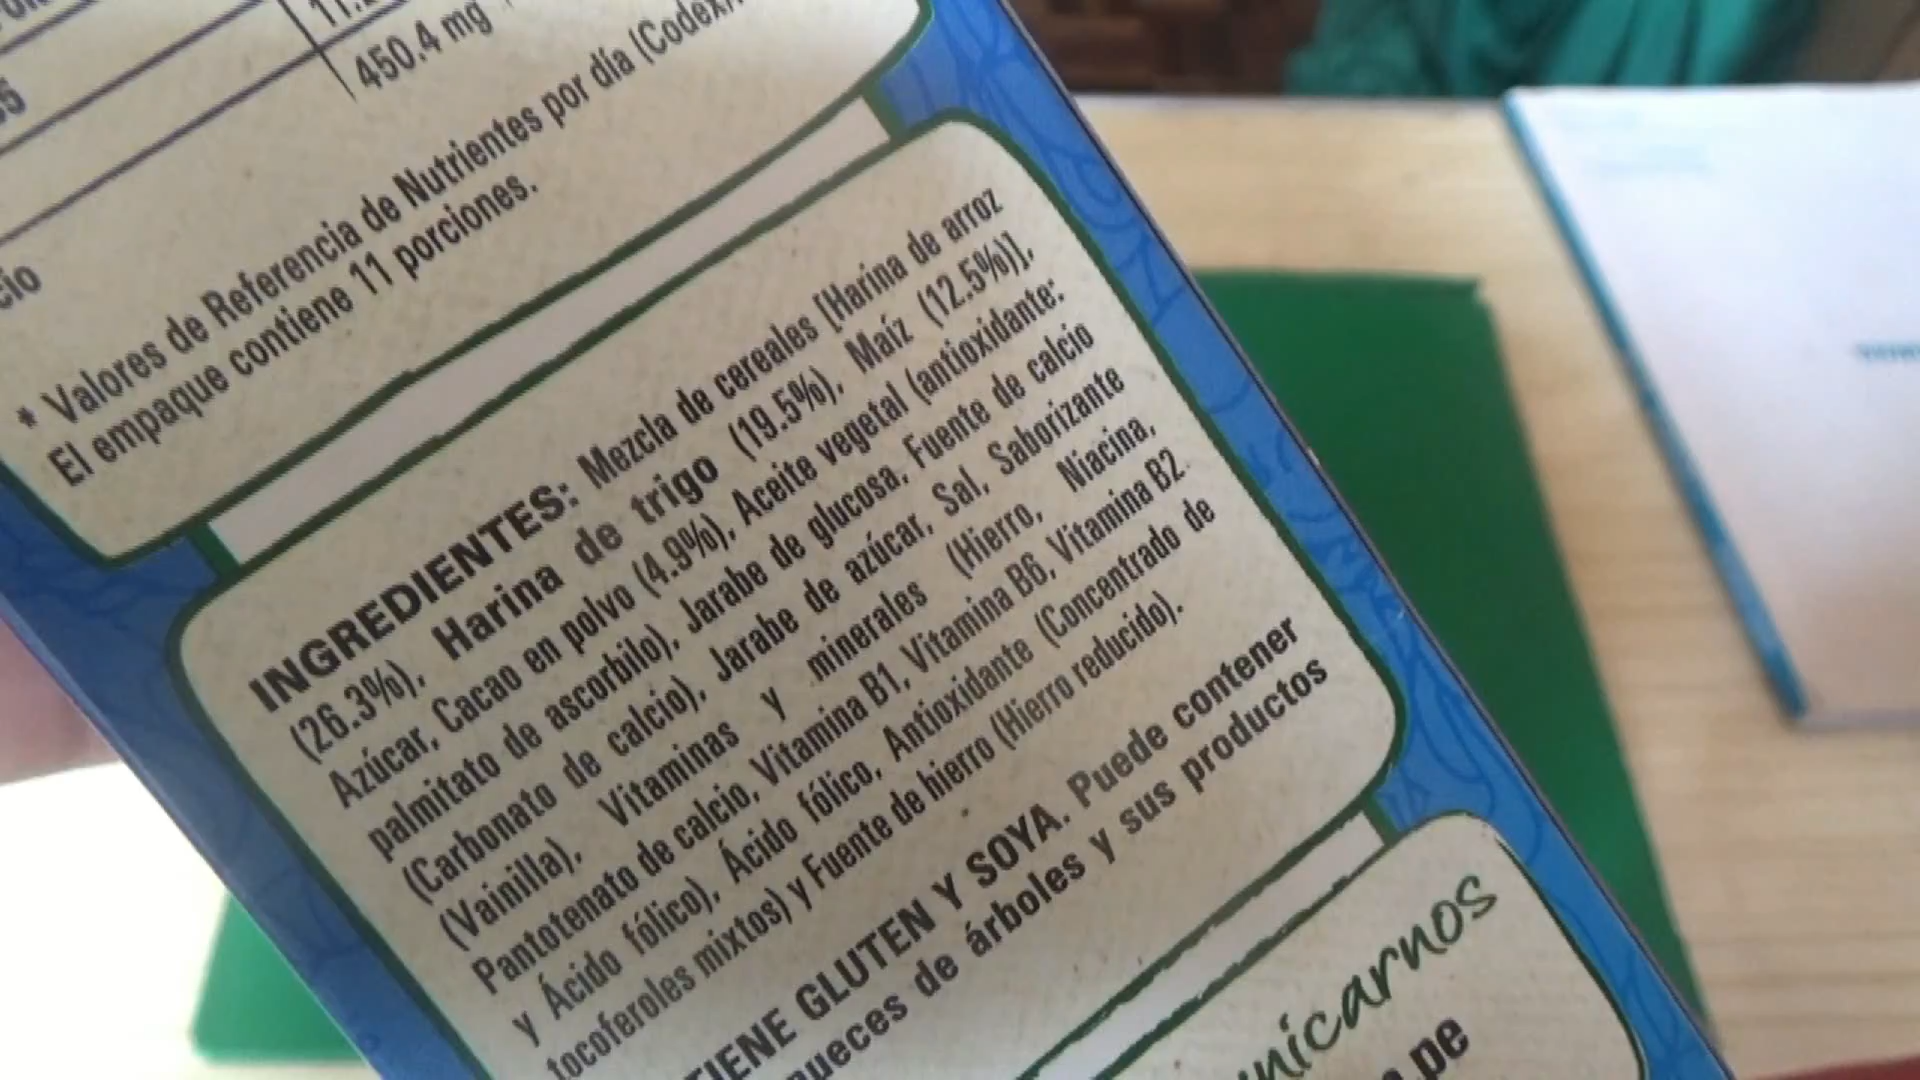 450.4 mg
* Valores de Referencia de Nutrientes por día (Codex).
El empaque contiene 11 porciones.
INGREDIENTES: Mezcla de cereales [Harina de arroz
(26.3%), Harina de trigo (19.5%), Maíz (12.5%)],
Azúcar, Cacao en polvo (4.9%), Aceite vegetal (antioxidante:
palmitato de ascorbilo), Jarabe de glucosa, Fuente de calcio
(Carbonato de calcio), Jarabe de azúcar, Sal, Saborizante
(Vainilla), Vitaminas y minerales (Hierro, Niacina,
Pantotenato de calcio, Vitamina B1, Vitamina B6, Vitamina B2
y Ácido fólico), Ácido fólico, Antioxidante (Concentrado de
tocoferoles mixtos) y Fuente de hierro (Hierro reducido).
TIENE GLUTEN Y SOYA. Puede contener
nueces de árboles y sus productos
nicarnos
.pe